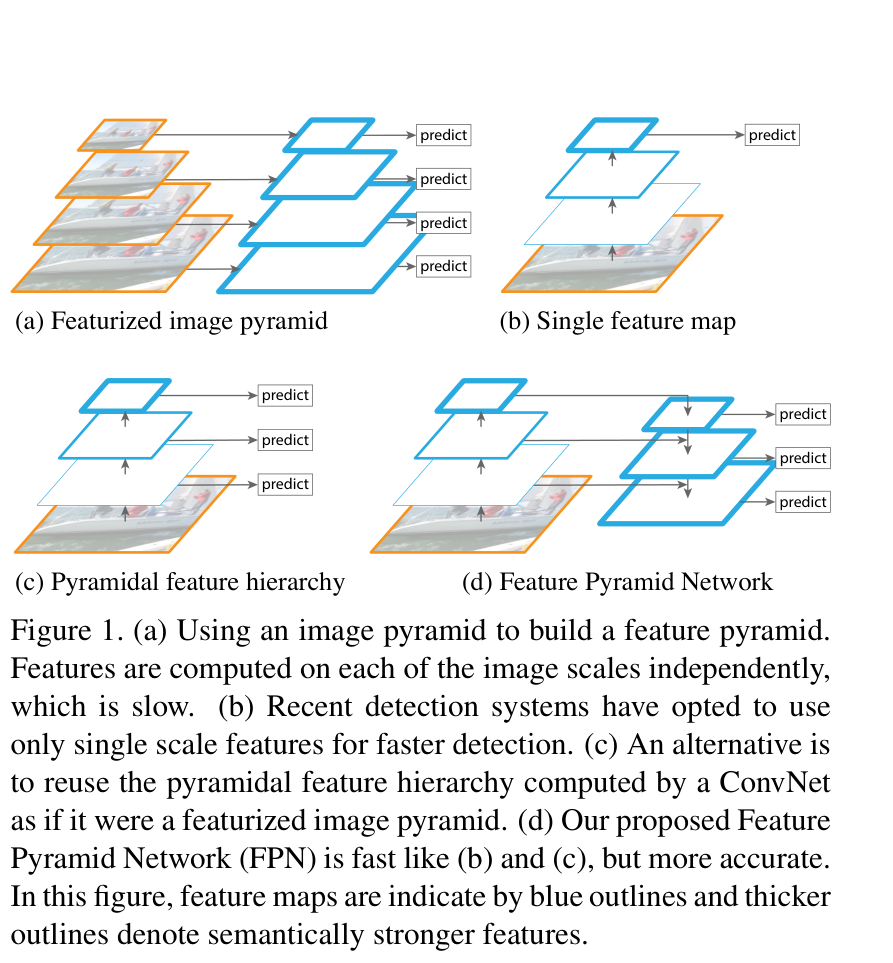 predict
predict
predict
predict
(a) Featurized image pyramid
predict
(b) Single feature map
predict
predict
predict
(c) Pyramidal feature hierarchy
predict
predict
predict
(d) Feature Pyramid Network
Figure 1. (a) Using an image pyramid to build a feature pyramid.
Features are computed on each of the image scales independently,
which is slow. (b) Recent detection systems have opted to use
only single scale features for faster detection. (c) An alternative is
to reuse the pyramidal feature hierarchy computed by a ConvNet
as if it were a featurized image pyramid. (d) Our proposed Feature
Pyramid Network (FPN) is fast like (b) and (c), but more accurate.
In this figure, feature maps are indicate by blue outlines and thicker
outlines denote semantically stronger features.